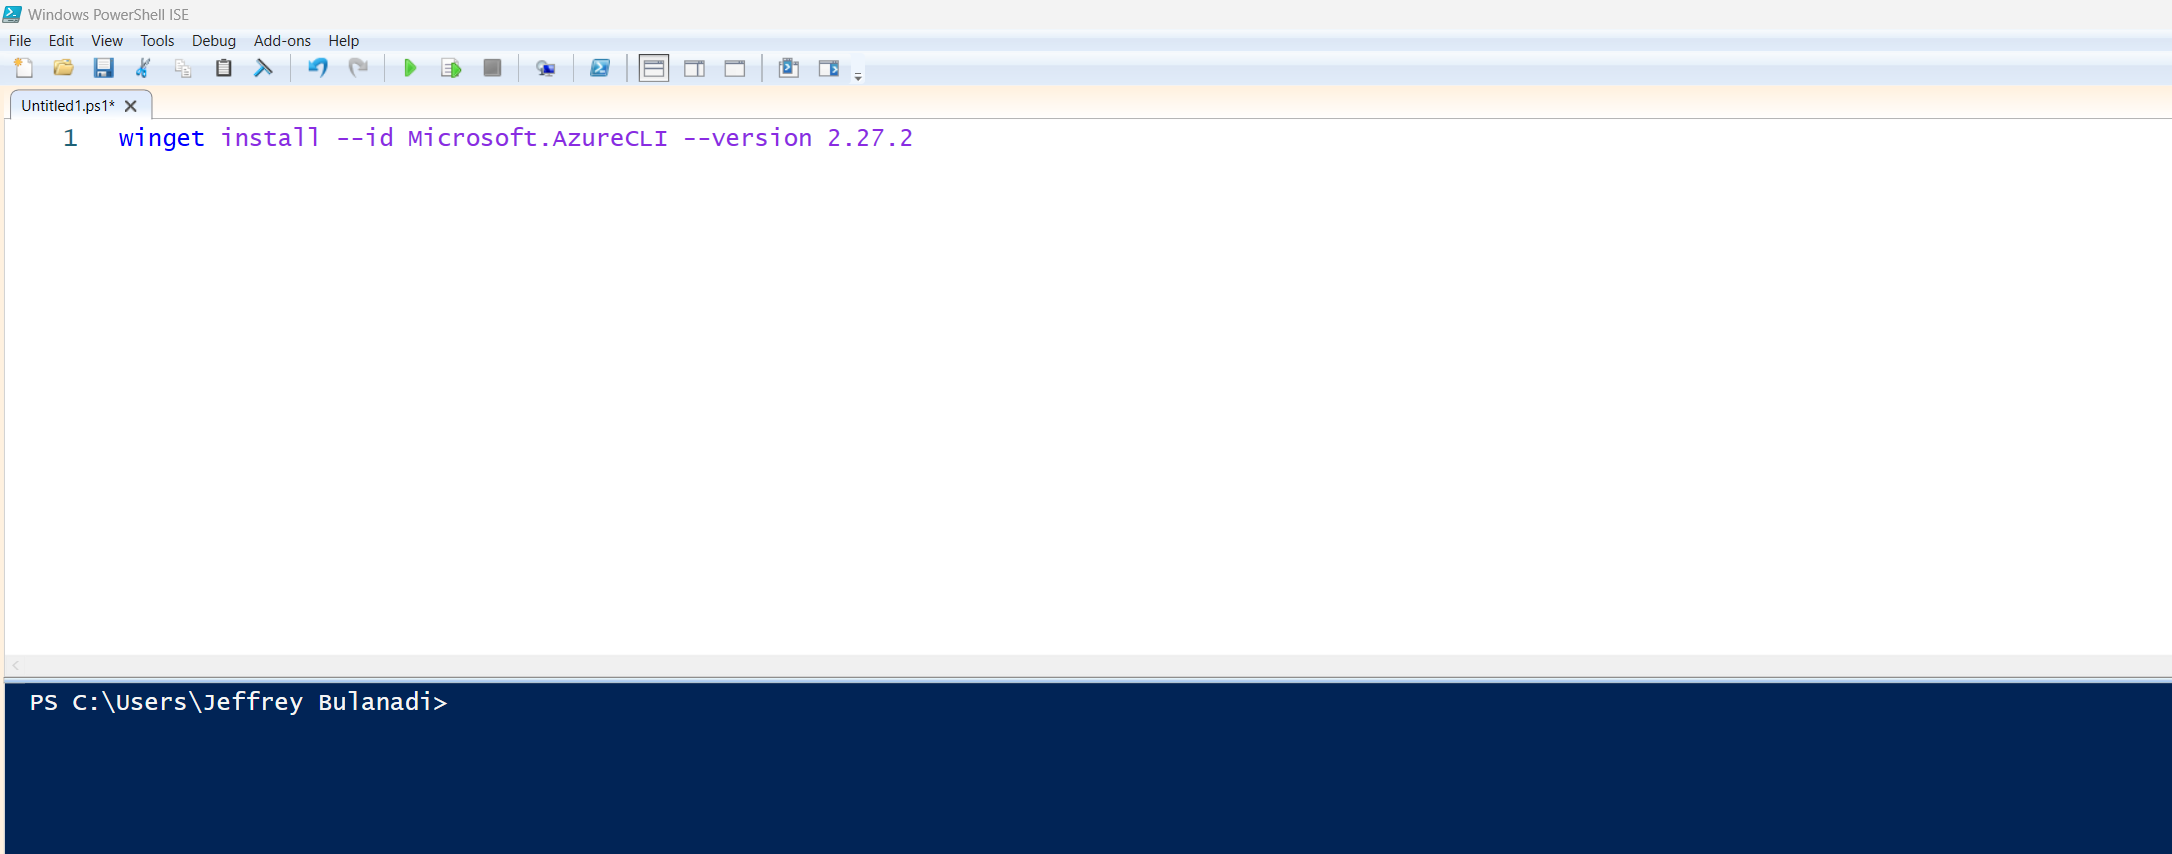 Windows PowerShell ISE
File Edit View Tools Debug Add-ons Help
Untitled1.ps1*
1 winget install --id Microsoft.AzureCLI --version 2.27.2
PS C:\Users\Jeffrey Bulanadi>